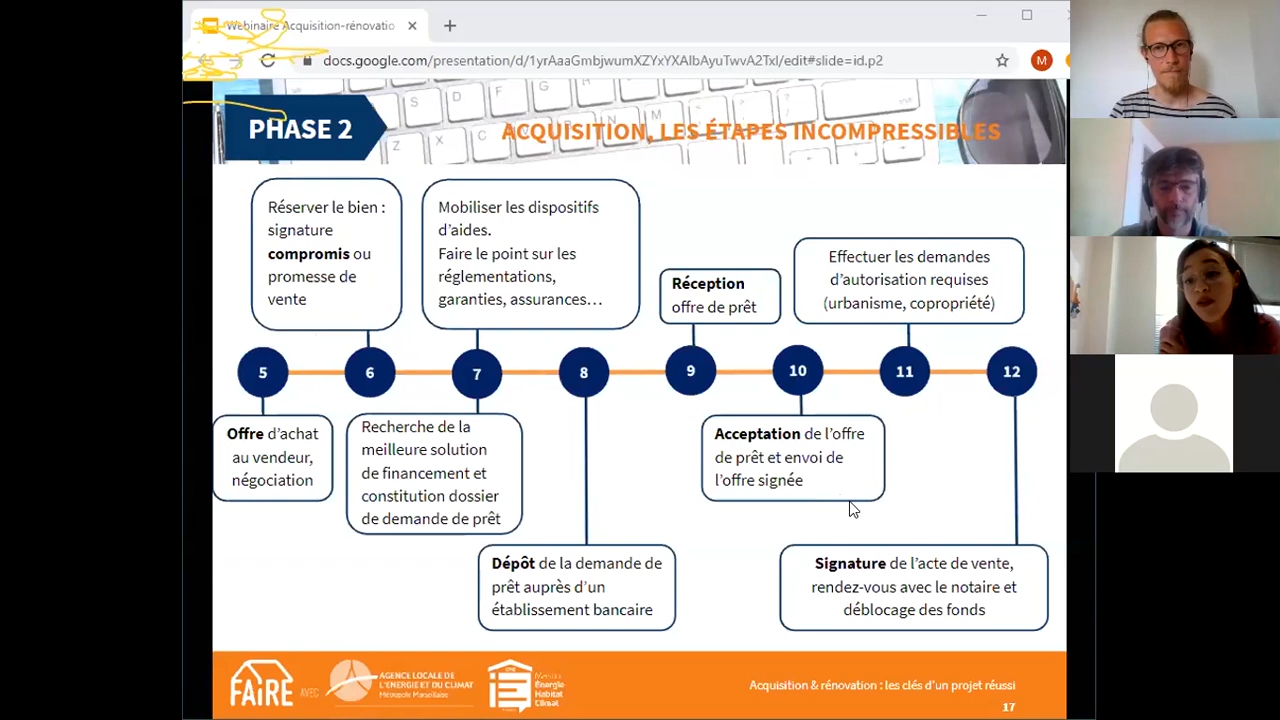 Webinaire Acquisition-rénovatio
docs.google.com/presentation/d/1yrAaaGmbjwumXZYxYXAIbAyuTwvA2TxI/edit#slide=id.p2
M
PHASE 2
ACQUISITION, LES ÉTAPES INCOMPRESSIBLES
Réserver le bien :
signature
compromis ou
promesse de
vente
Mobiliser les dispositifs
d'aides.
Faire le point sur les
réglementations,
garanties, assurances…
Réception
offre de prêt
Effectuer les demandes
d'autorisation requises
(urbanisme, copropriété)
5
6
7
8
9
10
11
12
Offre d'achat
au vendeur,
négociation
Recherche de la
meilleure solution
de financement et
constitution dossier
de demande de prêt
Acceptation de l'offre
de prêt et envoi de
l'offre signée
Dépôt de la demande de
prêt auprès d'un
établissement bancaire
Signature de l'acte de vente,
rendez-vous avec le notaire et
déblocage des fonds
FAIRE
AVEC
AGENCE LOCALE DE
L'ÉNERGIE ET DU CLIMAT
Métropole Marseillaise
Énergie
Habitat
Climat
Acquisition & rénovation : les clés d'un projet réussi
17